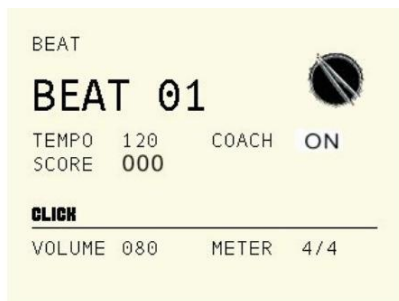 BEAT
BEAT 01
TEMPO 120 COACH ON
SCORE 000
CLICK
VOLUME 080 METER 4/4